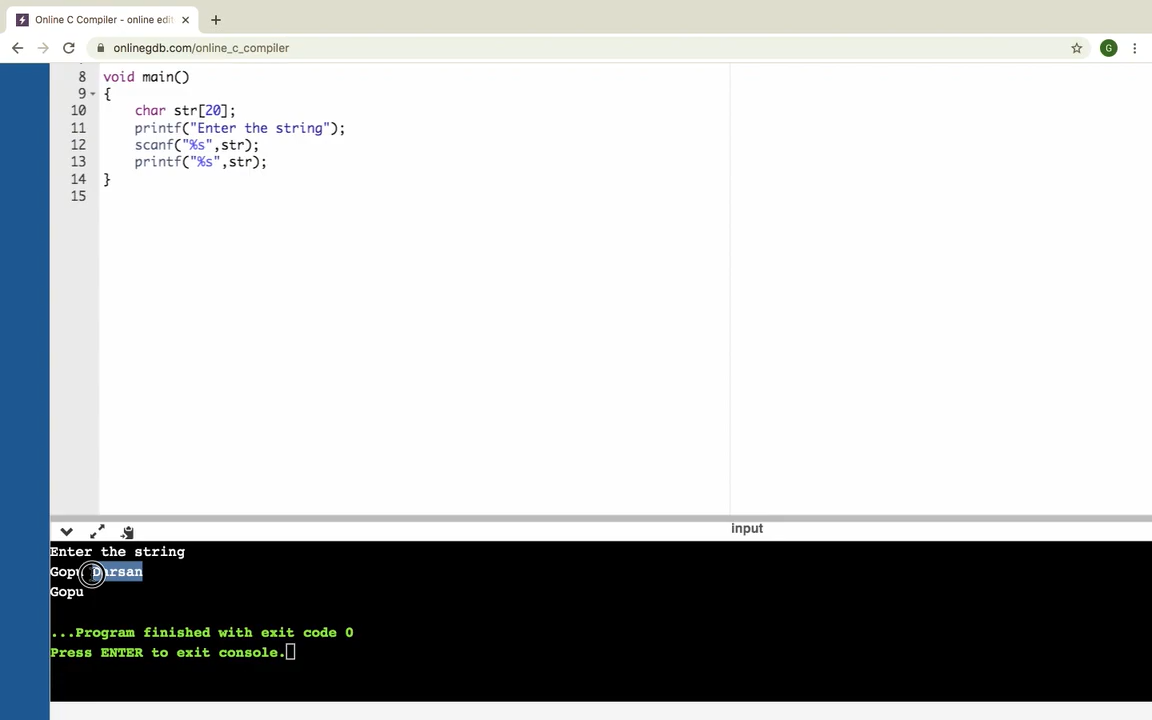 Online C Compiler - online edit
onlinegdb.com/online_c_compiler
G
8 void main()
9 {
10 char str[20];
11 printf("Enter the string");
12 scanf("%s",str);
13 printf("%s",str);
14 }
15
input
Enter the string
Gopu Darsan
Gopu
...Program finished with exit code 0
Press ENTER to exit console.